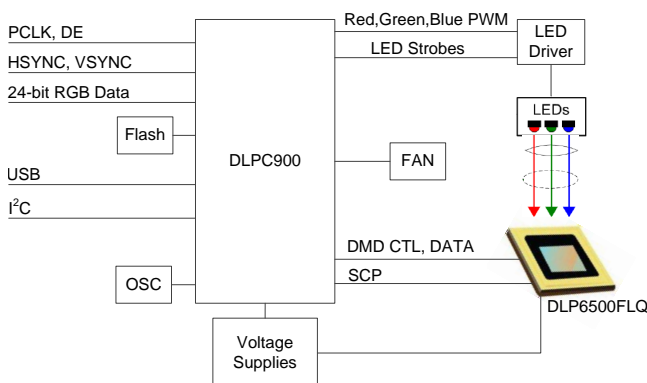 Red,Green,Blue PWM
PCLK, DE
LED Strobes
LED
Driver
HSYNC, VSYNC
24-bit RGB Data
LEDs
Flash
DLPC900
FAN
USB
I²C
DMD CTL, DATA
SCP
OSC
DLP6500FLQ
Voltage
Supplies